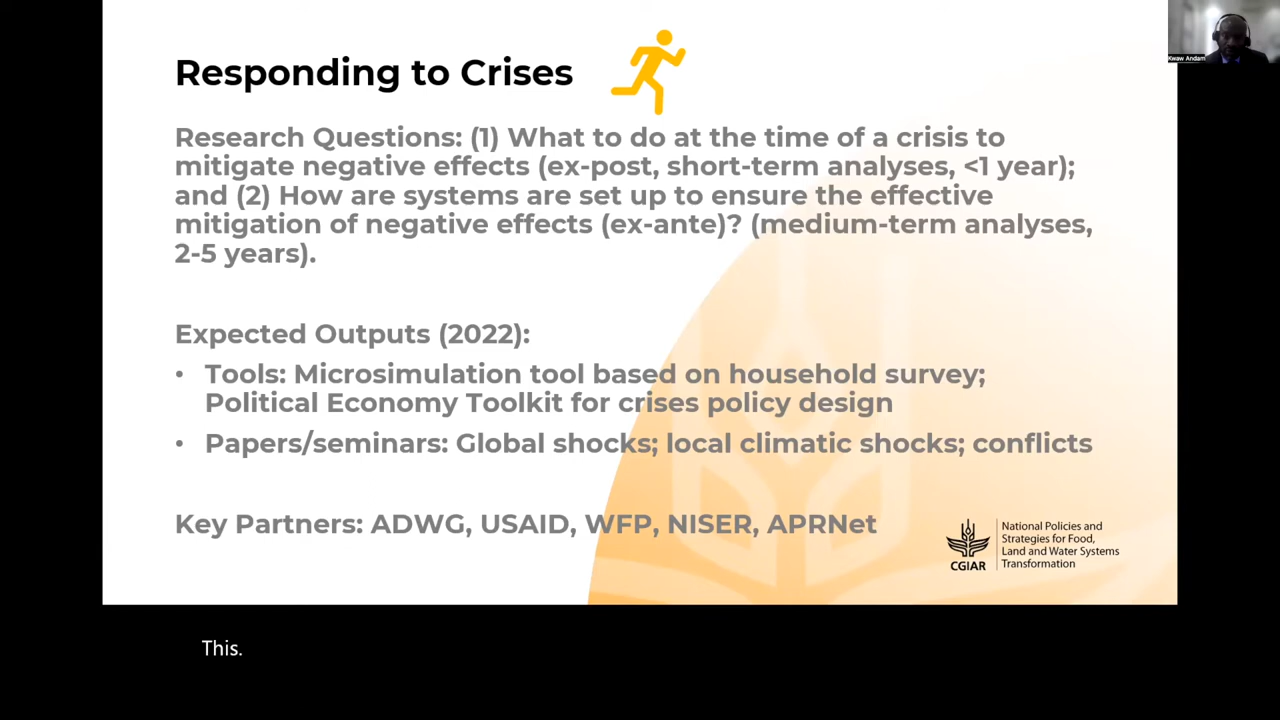 Responding to Crises
Research Questions: (1) What to do at the time of a crisis to
mitigate negative effects (ex-post, short-term analyses, <1 year);
and (2) How are systems are set up to ensure the effective
mitigation of negative effects (ex-ante)? (medium-term analyses,
2-5 years).
Expected Outputs (2022):
• Tools: Microsimulation tool based on household survey;
Political Economy Toolkit for crises policy design
• Papers/seminars: Global shocks; local climatic shocks; conflicts
Key Partners: ADWG, USAID, WFP, NISER, APRNet
CGIAR
National Policies and
Strategies for Food,
Land and Water Systems
Transformation
Kwaw Andam
This.